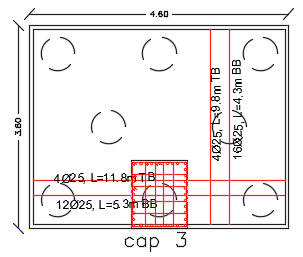 4.60
3.60
4Ø25, L=9.8m TB
16Ø25, L=4.3m BB
4Ø25, L=11.8m TB
12Ø25, L=5.3m BB
cap 3